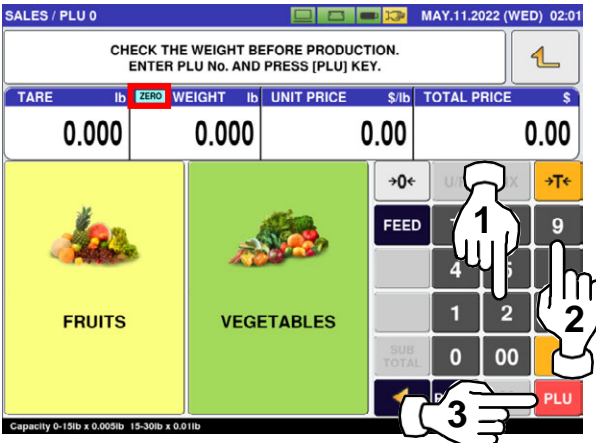 SALES / PLU 0
MAY.11.2022 (WED) 02:01
CHECK THE WEIGHT BEFORE PRODUCTION.
ENTER PLU No. AND PRESS [PLU] KEY.
TARE lb ZERO WEIGHT lb UNIT PRICE $/lb TOTAL PRICE $
0.000 0.000 0.00 0.00
→0← →T←
FEED 9
4 5
1 2
SUB TOTAL 0 00
PLU
FRUITS VEGETABLES
1
2
3
Capacity 0-15lb x 0.005lb 15-30lb x 0.01lb